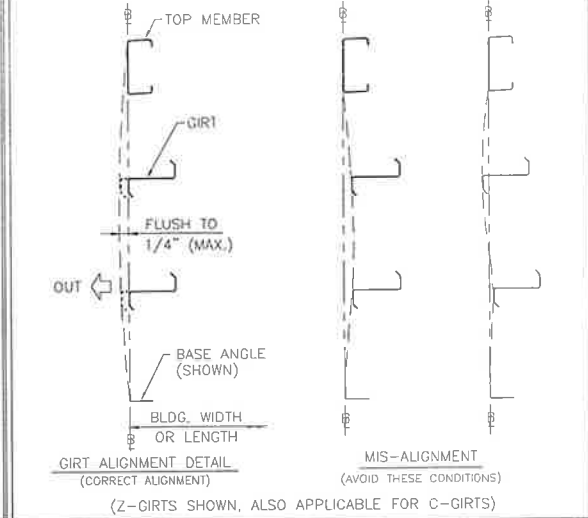 TOP MEMBER
GIRT
FLUSH TO
1/4" (MAX.)
OUT
BASE ANGLE
(SHOWN)
BLDG. WIDTH
OR LENGTH
GIRT ALIGNMENT DETAIL
(CORRECT ALIGNMENT)
MIS-ALIGNMENT
(AVOID THESE CONDITIONS)
(Z-GIRTS SHOWN, ALSO APPLICABLE FOR C-GIRTS)